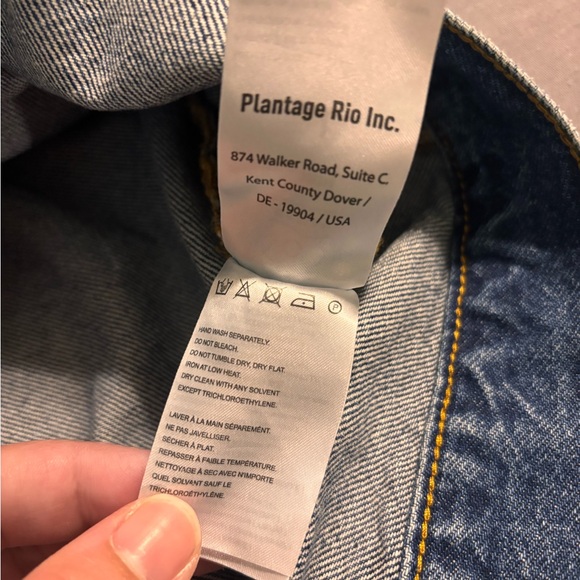 Plantage Rio Inc.
874 Walker Road, Suite C
Kent County Dover /
DE - 19904 / USA
P
HAND WASH SEPARATELY.
DO NOT BLEACH.
DO NOT TUMBLE DRY, DRY FLAT.
IRON AT LOW HEAT.
DRY CLEAN WITH ANY SOLVENT
EXCEPT TRICHLOROETHYLENE.
LAVER À LA MAIN SÉPAREMENT.
NE PAS JAVELLISER.
SÉCHER À PLAT.
REPASSER À FAIBLE TEMPÉRATURE.
NETTOYAGE À SEC AVEC N'IMPORTE
QUEL SOLVANT SAUF LE
TRICHLOROÉTHYLÈNE.